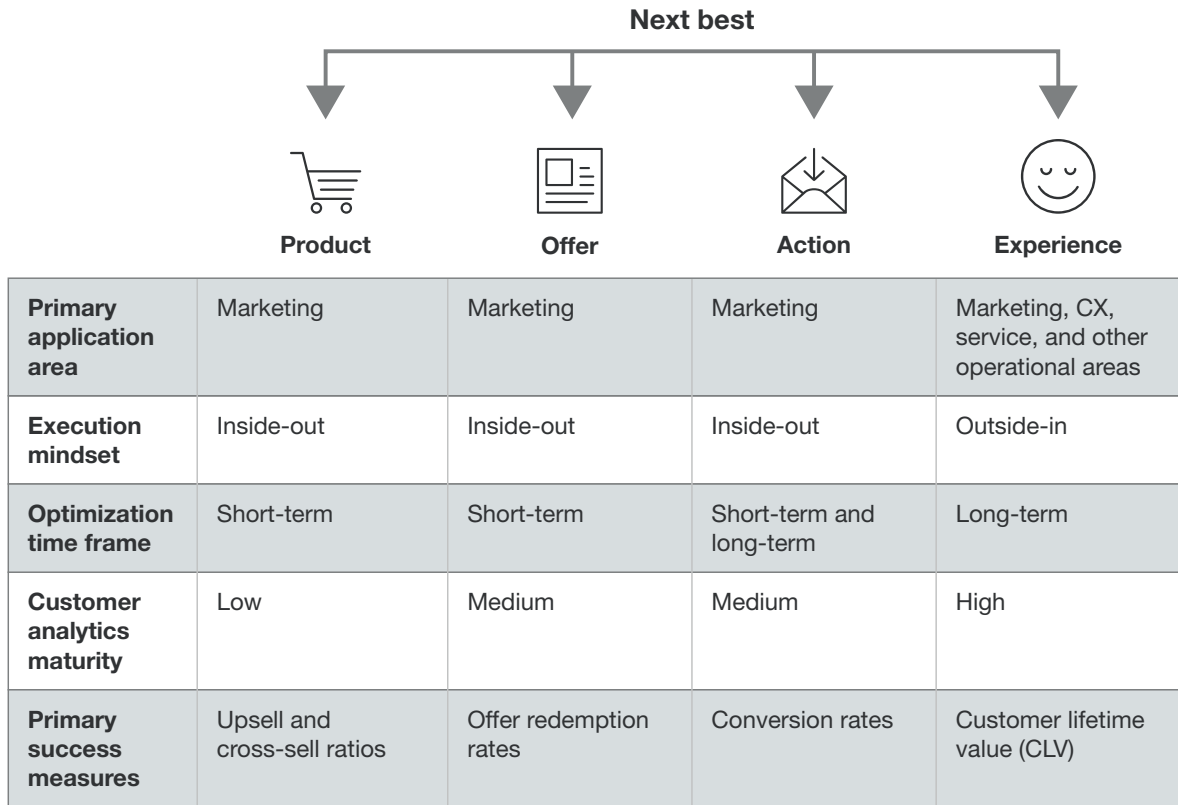 Next best
Product
Offer
Action
Experience
Primary
application
area
Marketing
Marketing
Marketing
Marketing, CX,
service, and other
operational areas
Execution
mindset
Inside-out
Inside-out
Inside-out
Outside-in
Optimization
time frame
Short-term
Short-term
Short-term and
long-term
Long-term
Customer
analytics
maturity
Low
Medium
Medium
High
Primary
success
measures
Upsell and
cross-sell ratios
Offer redemption
rates
Conversion rates
Customer lifetime
value (CLV)